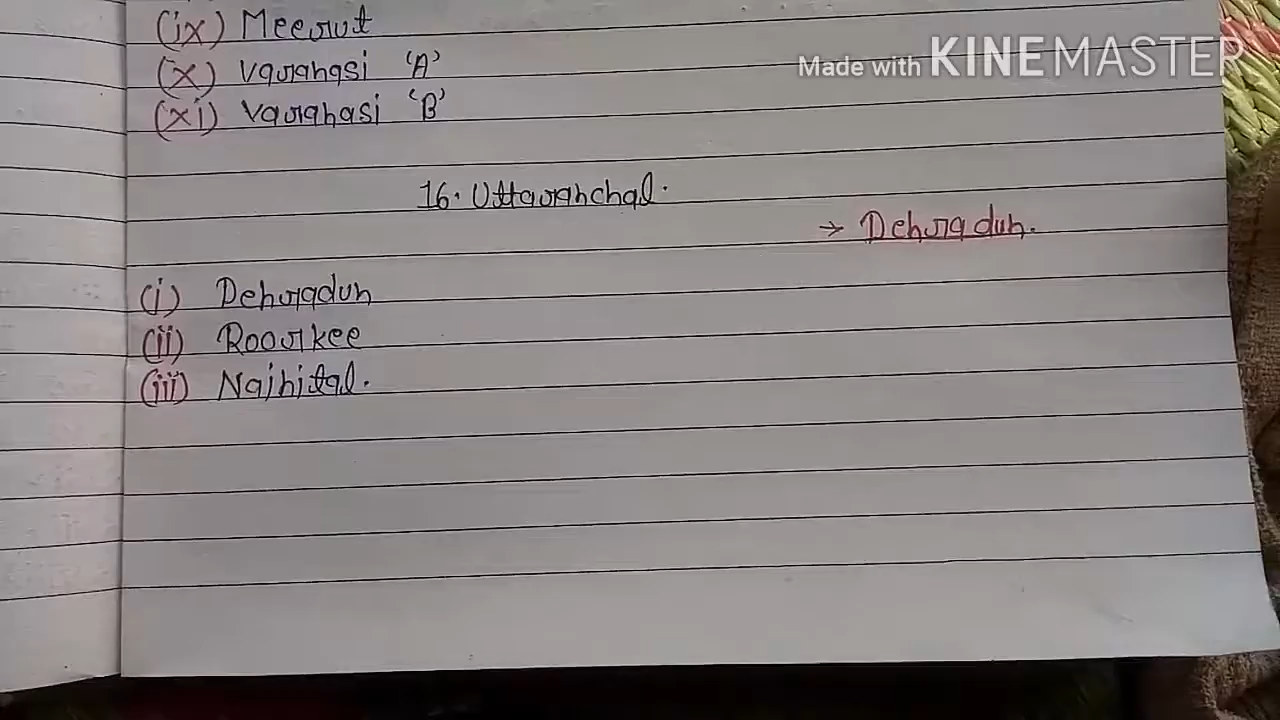 (ix) Meerut
Made with KINEMASTER
(x) Varanasi 'A'
(xi) Varanasi 'B'
16. Uttaranchal.
→ Dehradun.
(i) Dehradun
(ii) Roorkee
(iii) Nainital.